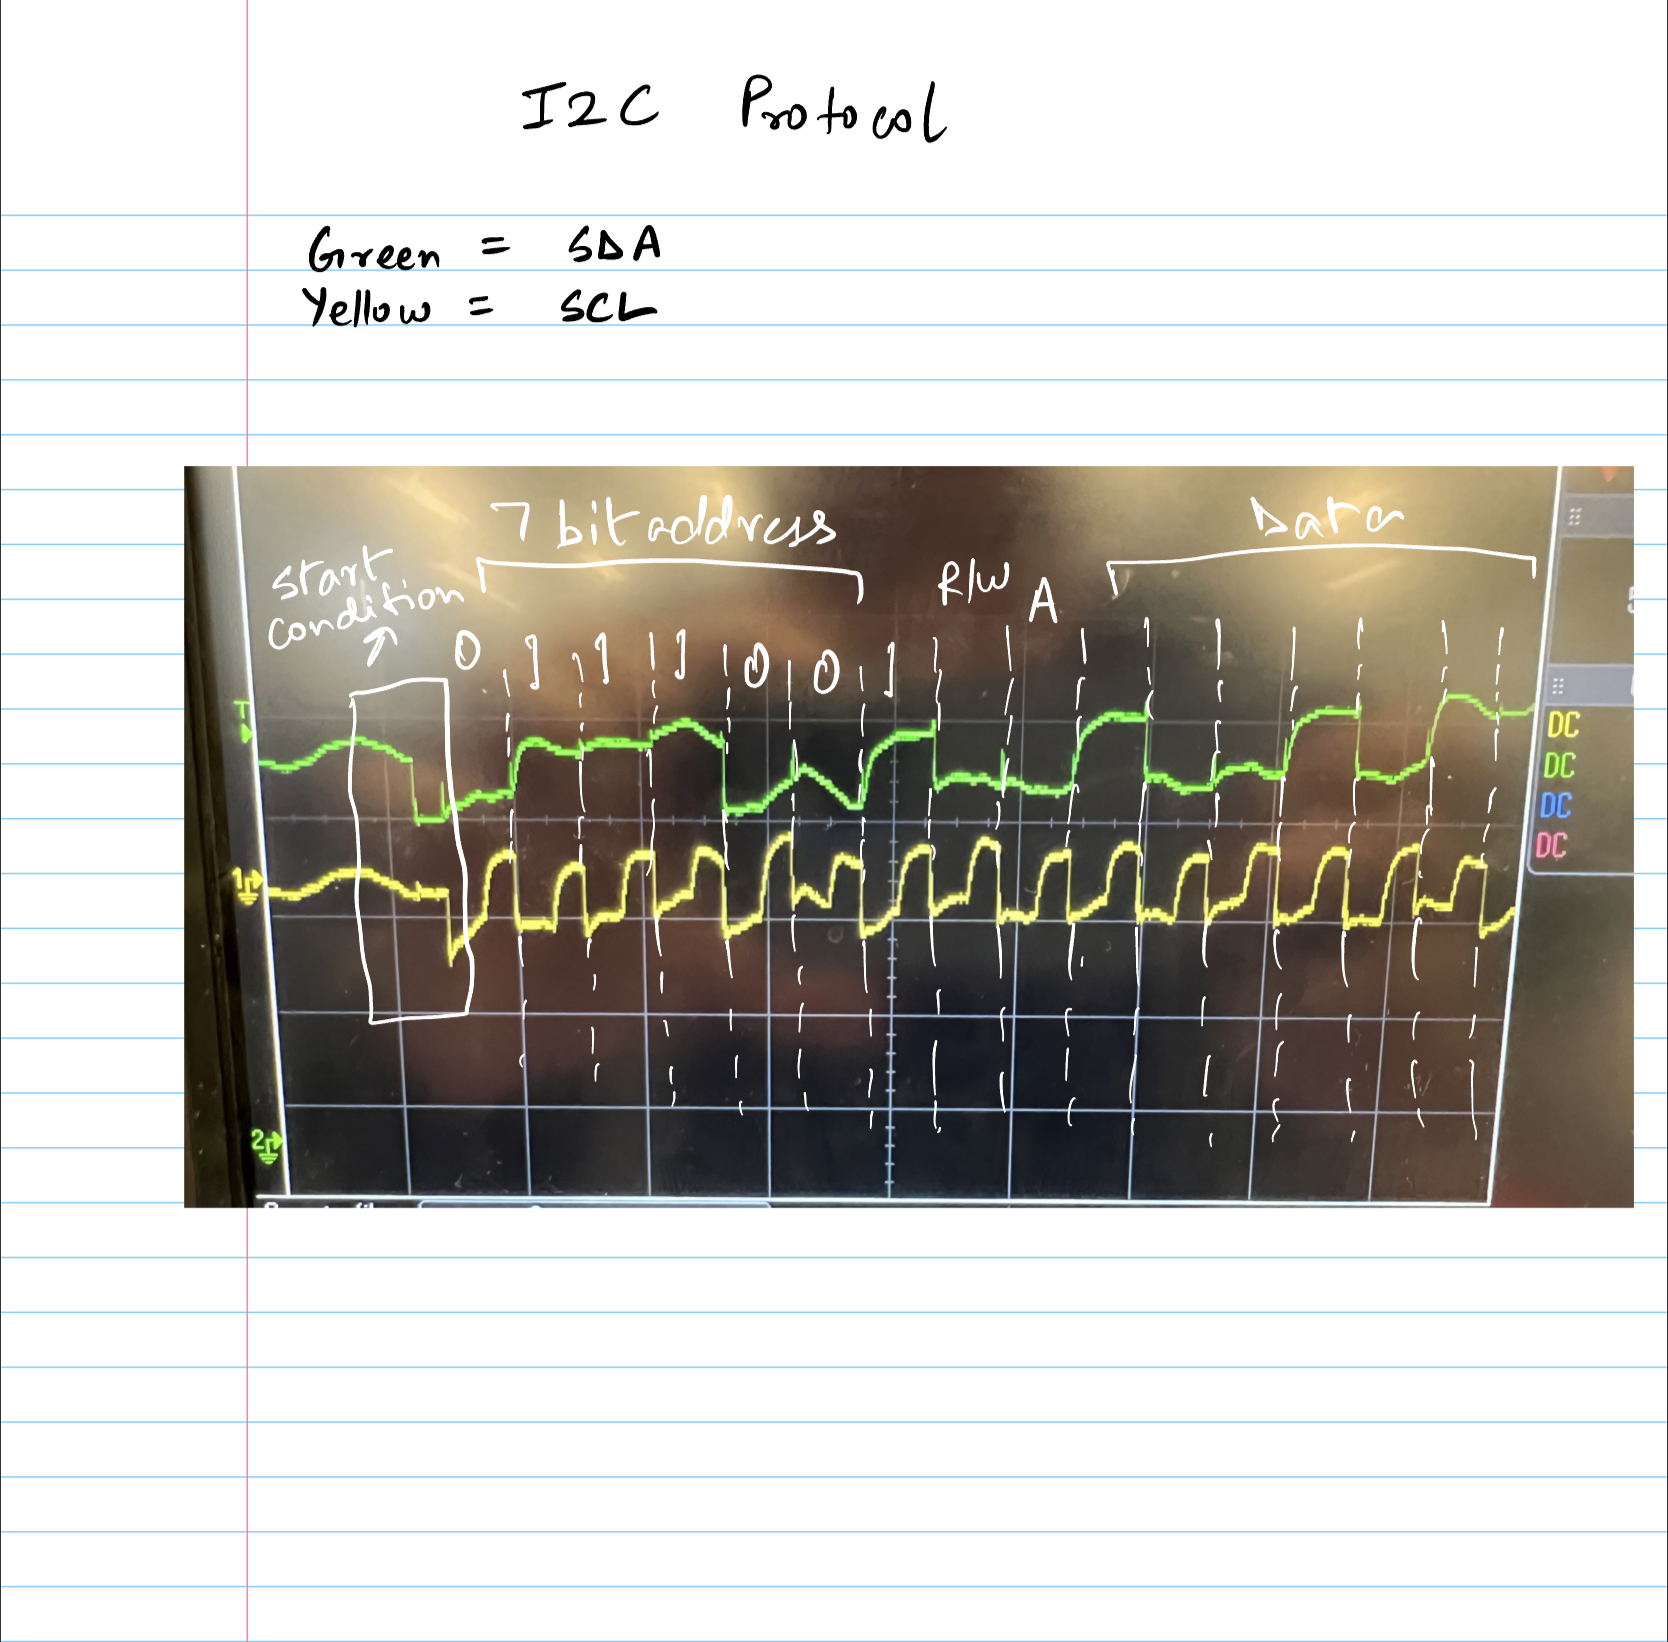 I2C Protocol
Green = SDA
Yellow = SCL
7 bit address
Data
start
condition
R/W
A
0 1 1 1 0 0 1
T
1
2
DC
DC
DC
DC